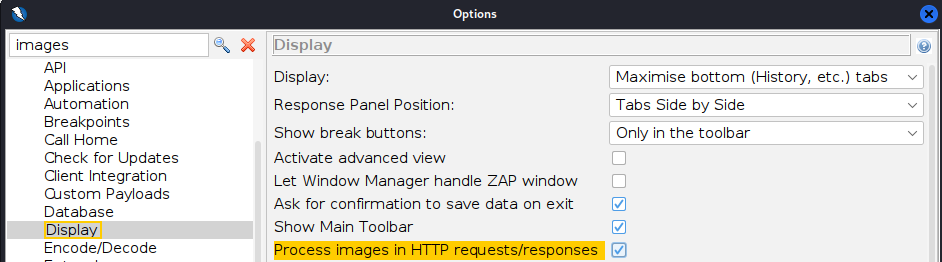 Options
images
Display
API
Applications
Automation
Breakpoints
Call Home
Check for Updates
Client Integration
Custom Payloads
Database
Display
Encode/Decode
Display: Maximise bottom (History, etc.) tabs
Response Panel Position: Tabs Side by Side
Show break buttons: Only in the toolbar
Activate advanced view
Let Window Manager handle ZAP window
Ask for confirmation to save data on exit
Show Main Toolbar
Process images in HTTP requests/responses